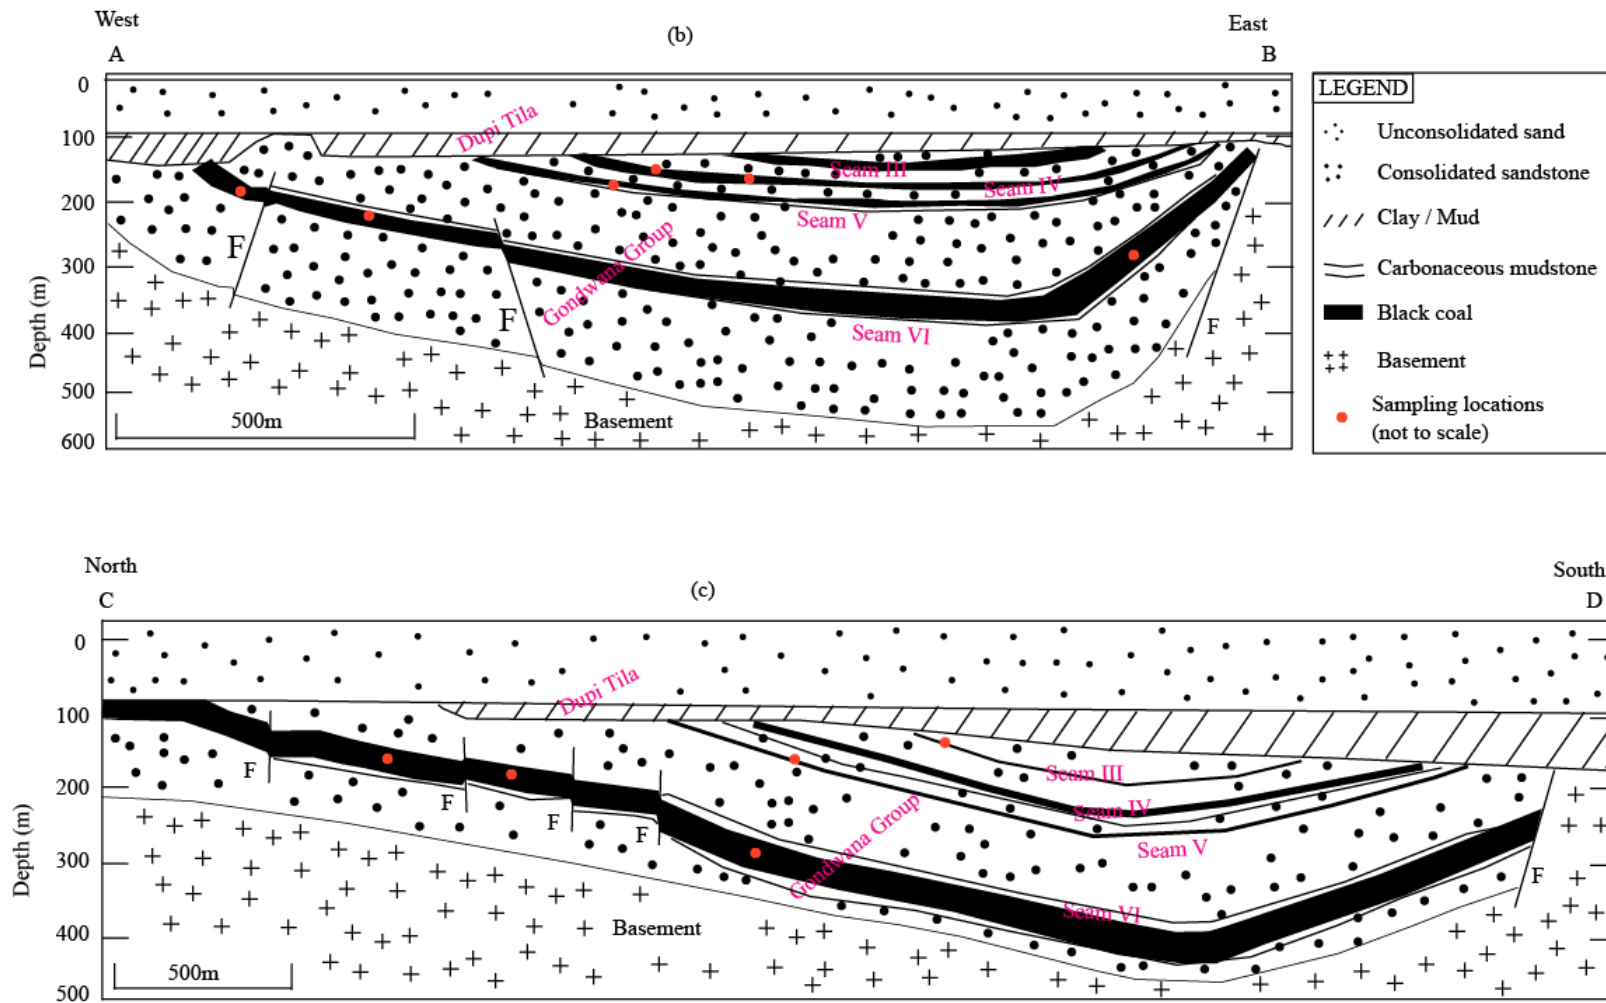 West
(b)
East
A
B
0
100
200
300
400
500
600
Depth (m)
Dupi Tila
Seam III
Seam IV
Seam V
Gondwana Group
Seam VI
F
F
F
Basement
500m
LEGEND
Unconsolidated sand
Consolidated sandstone
Clay / Mud
Carbonaceous mudstone
Black coal
Basement
Sampling locations
(not to scale)
North
(c)
South
C
D
0
100
200
300
400
500
Depth (m)
Dupi Tila
Seam III
Seam IV
Seam V
Gondwana Group
Seam VI
F
F
F
F
F
Basement
500m